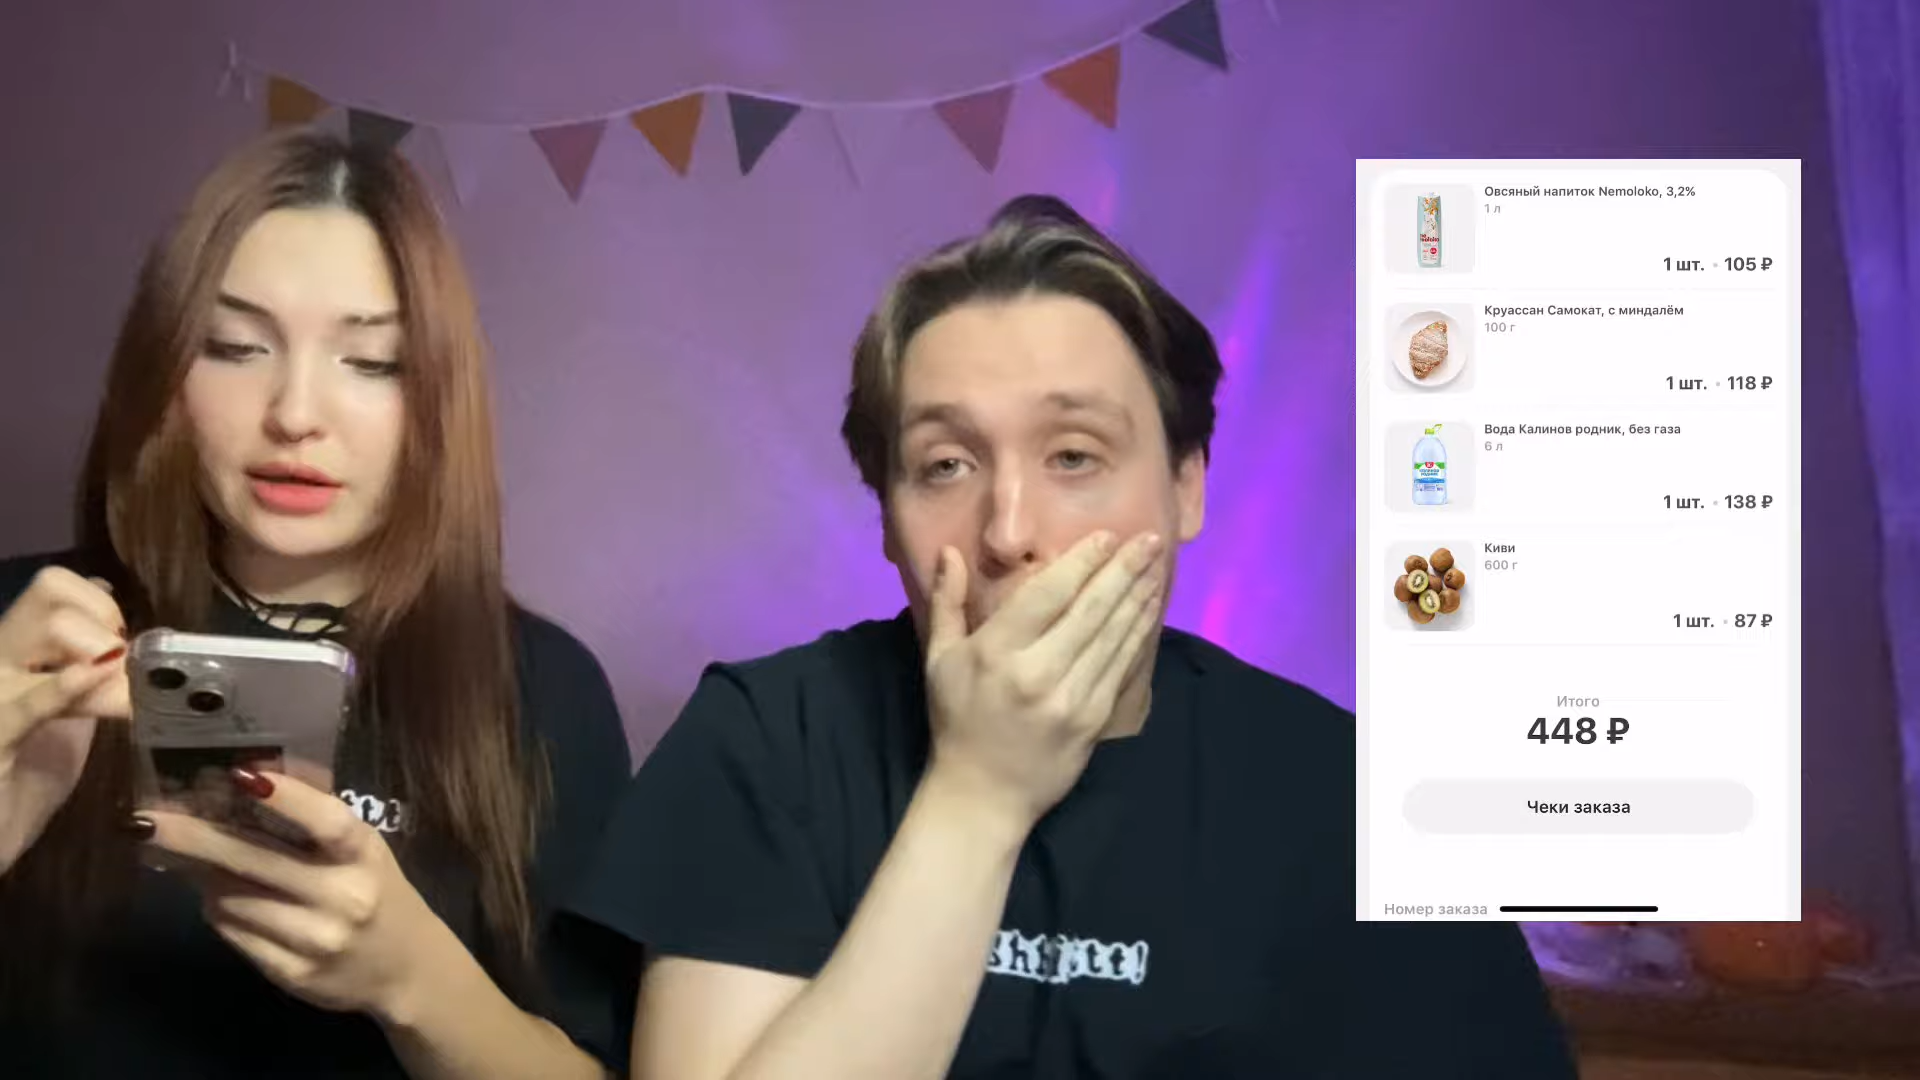 Овсяный напиток Nemoloko, 3,2%
1 л
1 шт. • 105 ₽
Круассан Самокат, с миндалём
100 г
1 шт. • 118 ₽
Вода Калинов родник, без газа
6 л
1 шт. • 138 ₽
Киви
600 г
1 шт. • 87 ₽
Итого
448 ₽
Чеки заказа
Номер заказа